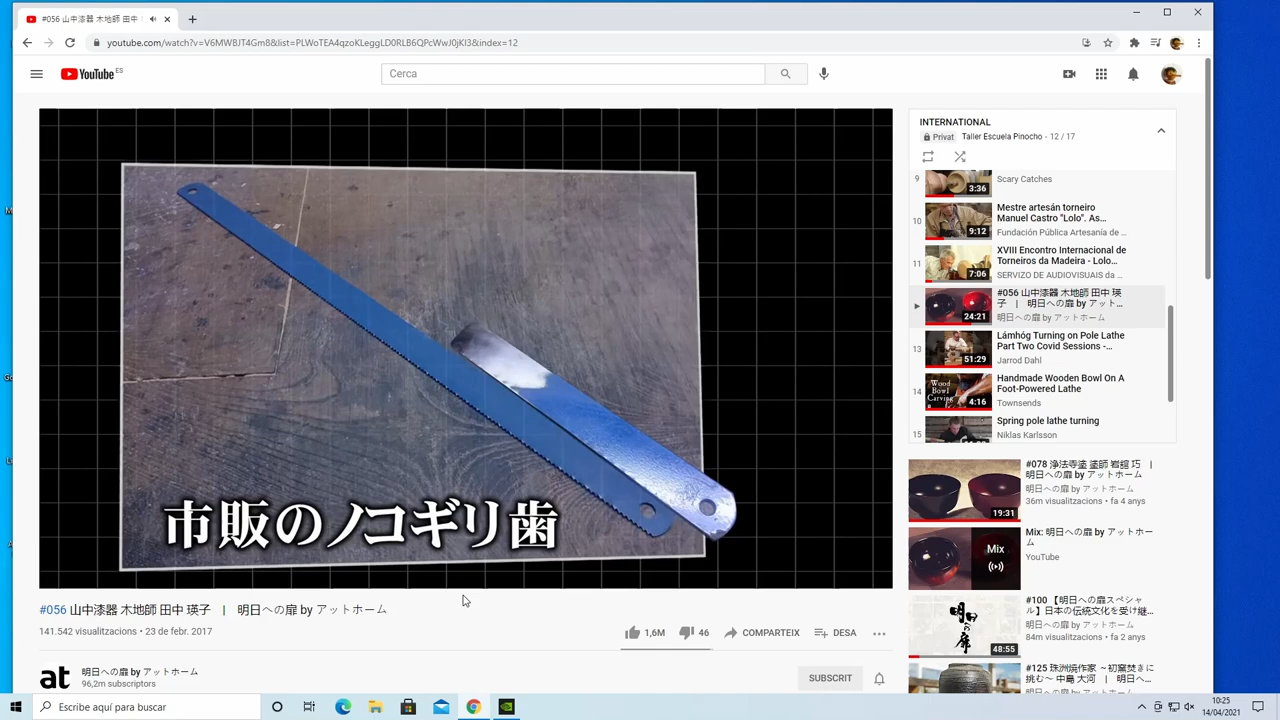 #056 山中漆器 木地師 田中
youtube.com/watch?v=V6MWBJT4Gm8&list=PLWoTEA4qzoKLeggLD0RLB6QPcWwJ0jKI3&index=12
YouTube ES
Cerca
市販のノコギリ歯
#056 山中漆器 木地師 田中 瑛子 | 明日への扉 by アットホーム
141.542 visualitzacions • 23 de febr. 2017
1,6M
46
COMPARTEIX
DESA
at
明日への扉 by アットホーム
96,2m subscriptors
SUBSCRIT
INTERNATIONAL
Privat
Taller Escuela Pinocho - 12 / 17
9
3:36
Scary Catches
10
9:12
Mestre artesán torneiro
Manuel Castro "Lolo". As...
Fundación Pública Artesanía de ...
11
7:06
XVIII Encontro Internacional de
Torneiros da Madeira - Lolo...
SERVIZO DE AUDIOVISUAIS da ...
24:21
#056 山中漆器 木地師 田中 瑛
子 | 明日への扉 by アット...
明日への扉 by アットホーム
13
51:29
Lámhóg Turning on Pole Lathe
Part Two Covid Sessions -...
Jarrod Dahl
14
Wood
Bowl
Carving
4:16
Handmade Wooden Bowl On A
Foot-Powered Lathe
Townsends
15
Spring pole lathe turning
Niklas Karlsson
19:31
#078 浄法寺塗 塗師 岩舘 巧 |
明日への扉 by アットホーム
明日への扉 by アットホーム
36m visualitzacions • fa 4 anys
Mix
Mix: 明日への扉 by アットホー
ム
YouTube
明日への扉
48:55
#100 【明日への扉スペシャ
ル】日本の伝統文化を受け継...
明日への扉 by アットホーム
84m visualitzacions • fa 2 anys
#125 珠洲焼作家 ～初窯焚きに
挑む～ 中島 大河 | 明日へ...
Escribe aquí para buscar
10:25
14/04/2021